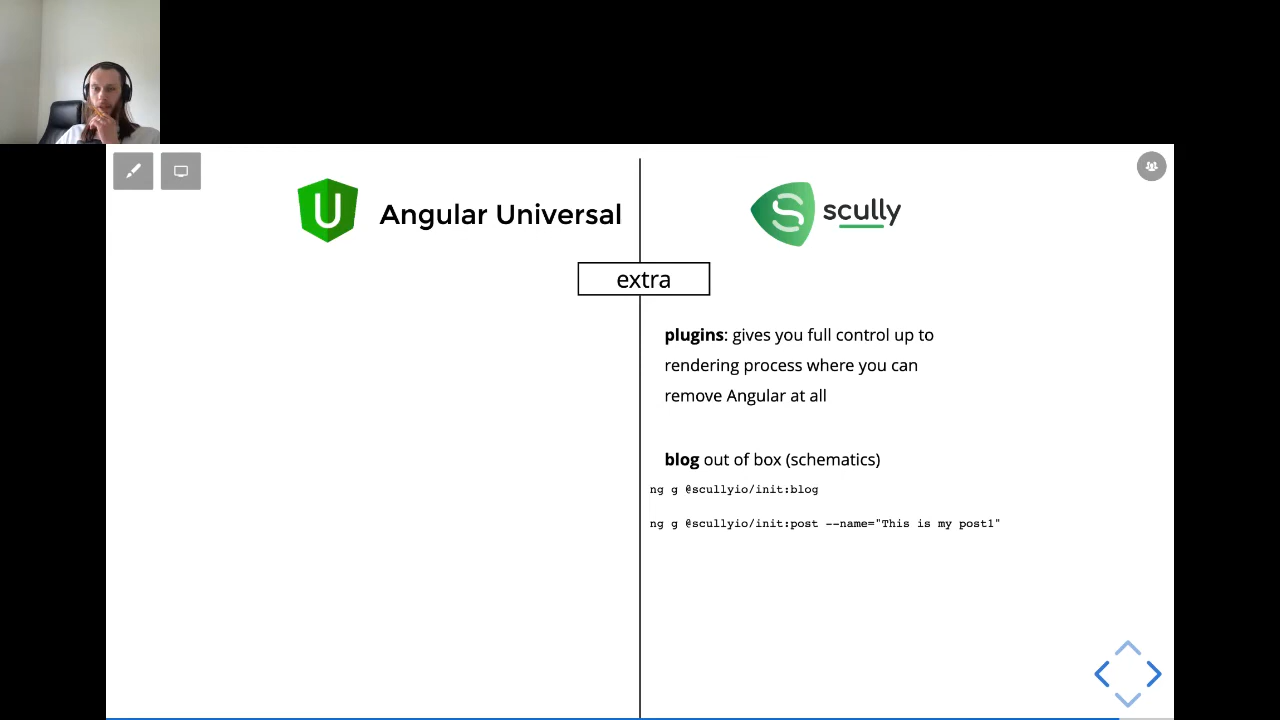 Angular Universal
scully
extra
plugins: gives you full control up to
rendering process where you can
remove Angular at all
blog out of box (schematics)
ng g @scullyio/init:blog
ng g @scullyio/init:post --name="This is my post1"